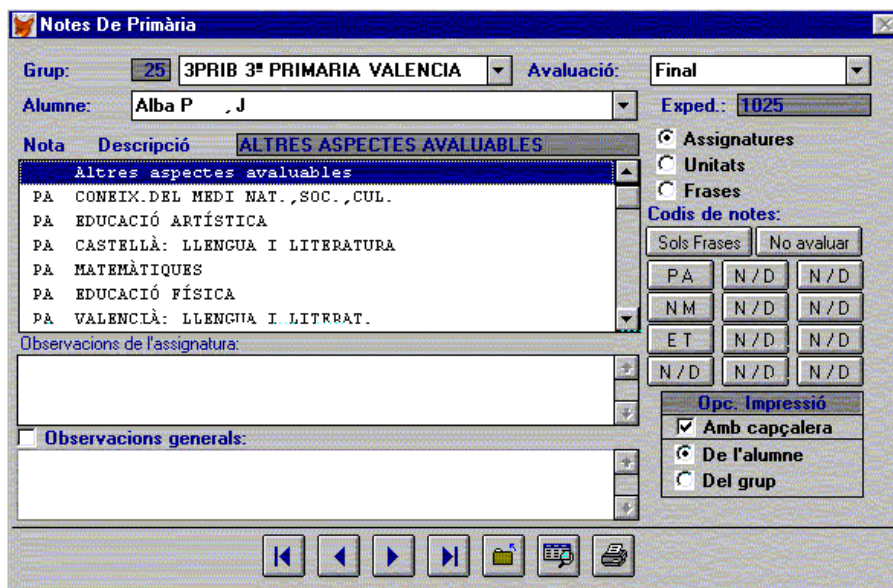 Notes De Primària
Grup: 25 3PRIB 3ª PRIMARIA VALENCIA Avaluació: Final
Alumne: Alba P , J Exped.: 1025
Nota Descripció ALTRES ASPECTES AVALUABLES
Altres aspectes avaluables
PA CONEIX.DEL MEDI NAT.,SOC.,CUL.
PA EDUCACIÓ ARTÍSTICA
PA CASTELLÀ: LLENGUA I LITERATURA
PA MATEMÀTIQUES
PA EDUCACIÓ FÍSICA
PA VALENCIÀ: LLENGUA I LITERAT.
Assignatures
Unitats
Frases
Codis de notes:
Sols Frases No avaluar
PA N/D N/D
NM N/D N/D
ET N/D N/D
N/D N/D N/D
Observacions de l'assignatura:
Observacions generals:
Opc. Impressió
Amb capçalera
De l'alumne
Del grup